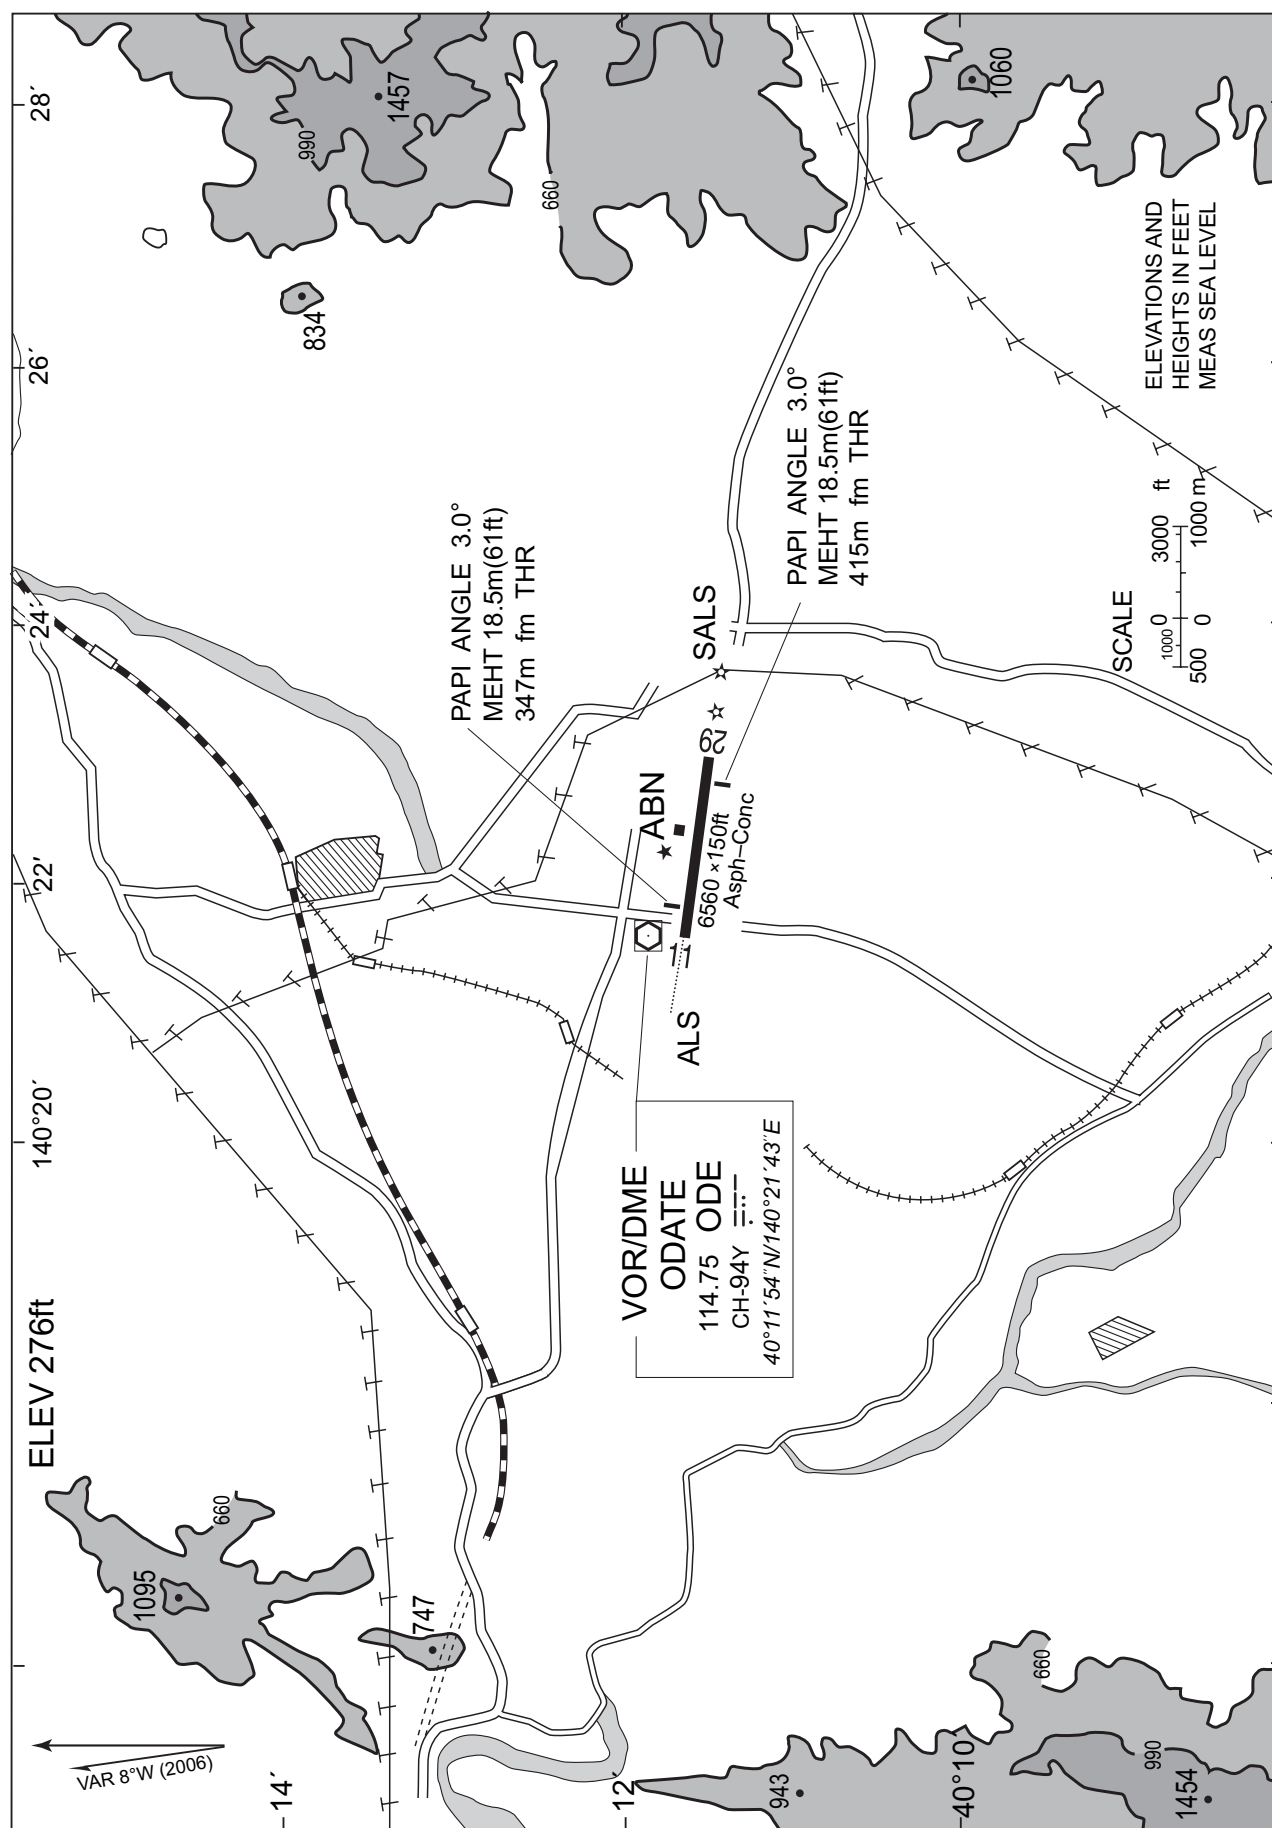 ELEV 276ft
VAR 8°W (2006)
140°20´
22´
24´
26´
28´
14´
12´
40°10´
1095
660
747
834
990
1457
660
1060
943
660
990
1454
PAPI ANGLE 3.0°
MEHT 18.5m(61ft)
347m fm THR
ABN
SALS
ALS
11
29
6560 ×150ft
Asph-Conc
PAPI ANGLE 3.0°
MEHT 18.5m(61ft)
415m fm THR
VOR/DME
ODATE
114.75 ODE
CH-94Y
40°11´54"N/140°21´43"E
SCALE
1000 0 3000 ft
500 0 1000 m
ELEVATIONS AND
HEIGHTS IN FEET
MEAS SEA LEVEL